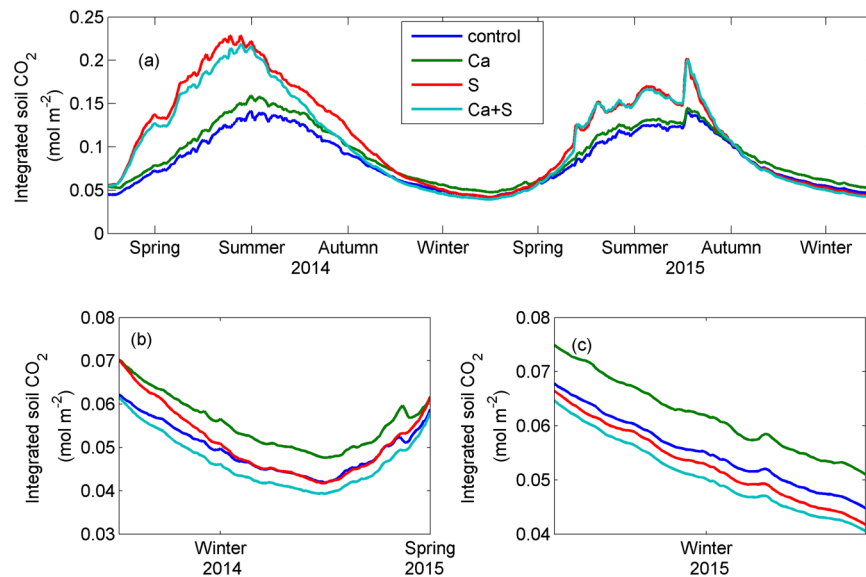 0.25
0.2
0.15
0.1
0.05
0
Integrated soil CO2
(mol m-2)
(a)
control
Ca
S
Ca+S
Spring Summer Autumn Winter Spring Summer Autumn Winter
2014 2015
0.08
0.07
0.06
0.05
0.04
0.03
Integrated soil CO2
(mol m-2)
(b)
Winter Spring
2014 2015
0.08
0.07
0.06
0.05
0.04
Integrated soil CO2
(mol m-2)
(c)
Winter
2015